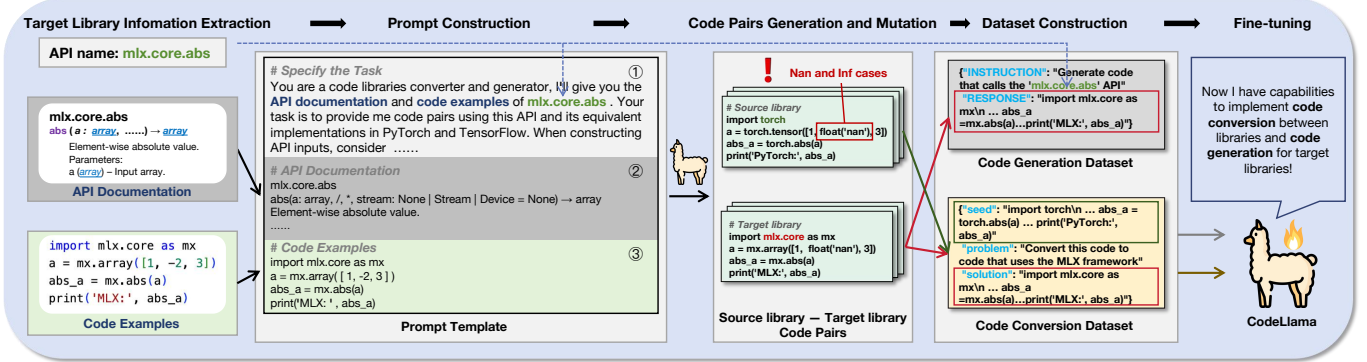 Target Library Infomation Extraction
Prompt Construction
Code Pairs Generation and Mutation
Dataset Construction
Fine-tuning
API name: mlx.core.abs
mlx.core.abs
abs (a : array, ......) → array
Element-wise absolute value.
Parameters:
a (array) – Input array.
API Documentation
import mlx.core as mx
a = mx.array([1, -2, 3])
abs_a = mx.abs(a)
print('MLX:', abs_a)
Code Examples
# Specify the Task
①
You are a code libraries converter and generator, I'll give you the
API documentation and code examples of mlx.core.abs . Your
task is to provide me code pairs using this API and its equivalent
implementations in PyTorch and TensorFlow. When constructing
API inputs, consider ......
# API Documentation
②
mlx.core.abs
abs(a: array, /, *, stream: None | Stream | Device = None) → array
Element-wise absolute value.
......
# Code Examples
③
import mlx.core as mx
a = mx.array( [ 1, -2, 3 ] )
abs_a = mx.abs(a)
print('MLX: ' , abs_a)
Prompt Template
!
Nan and Inf cases
# Source library
import torch
a = torch.tensor([1, float('nan'), 3])
abs_a = torch.abs(a)
print('PyTorch:', abs_a)
# Target library
import mlx.core as mx
a = mx.array([1, float('nan'), 3])
abs_a = mx.abs(a)
print('MLX:', abs_a)
Source library — Target library
Code Pairs
{"INSTRUCTION": "Generate code
that calls the 'mlx.core.abs' API"
"RESPONSE": "import mlx.core as
mx\n ... abs_a
=mx.abs(a)...print('MLX:', abs_a)"}
Code Generation Dataset
{"seed": "import torch\n ... abs_a =
torch.abs(a) ... print('PyTorch:',
abs_a)"
"problem": "Convert this code to
code that uses the MLX framework"
"solution": "import mlx.core as
mx\n ... abs_a
=mx.abs(a)...print('MLX:', abs_a)"}
Code Conversion Dataset
Now I have capabilities
to implement code
conversion between
libraries and code
generation for target
libraries!
CodeLlama